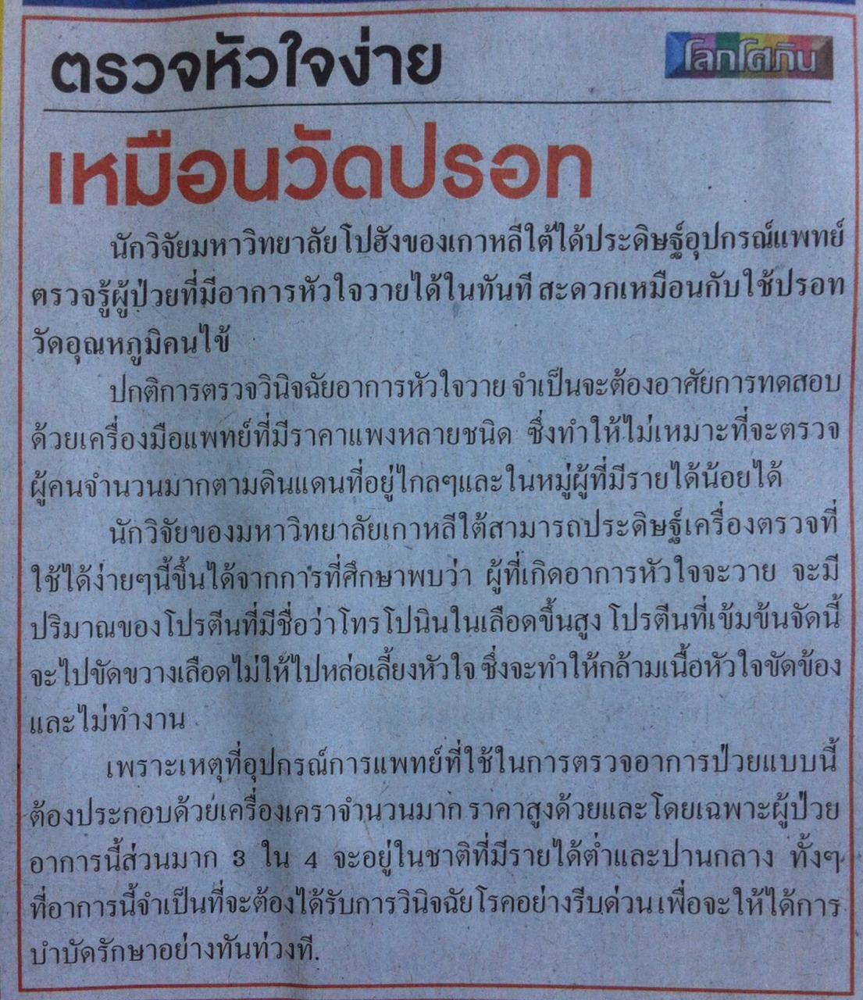 ตรวจหัวใจง่าย
โลกโศภิน
เหมือนวัดปรอท
นักวิจัยมหาวิทยาลัยโปฮังของเกาหลีใต้ได้ประดิษฐ์อุปกรณ์แพทย์
ตรวจรู้ผู้ป่วยที่มีอาการหัวใจวายได้ในทันที สะดวกเหมือนกับใช้ปรอท
วัดอุณหภูมิคนไข้
ปกติการตรวจวินิจฉัยอาการหัวใจวาย จำเป็นจะต้องอาศัยการทดสอบ
ด้วยเครื่องมือแพทย์ที่มีราคาแพงหลายชนิด ซึ่งทำให้ไม่เหมาะที่จะตรวจ
ผู้คนจำนวนมากตามดินแดนที่อยู่ไกลๆและในหมู่ผู้ที่มีรายได้น้อยได้
นักวิจัยของมหาวิทยาลัยเกาหลีใต้สามารถประดิษฐ์เครื่องตรวจที่
ใช้ได้ง่ายๆนี้ขึ้นได้จากการที่ศึกษาพบว่า ผู้ที่เกิดอาการหัวใจจะวาย จะมี
ปริมาณของโปรตีนที่มีชื่อว่าโทรโปนินในเลือดขึ้นสูง โปรตีนที่เข้มข้นจัดนี้
จะไปขัดขวางเลือดไม่ให้ไปหล่อเลี้ยงหัวใจ ซึ่งจะทำให้กล้ามเนื้อหัวใจขัดข้อง
และไม่ทำงาน
เพราะเหตุที่อุปกรณ์การแพทย์ที่ใช้ในการตรวจอาการป่วยแบบนี้
ต้องประกอบด้วยเครื่องเคราจำนวนมาก ราคาสูงด้วยและโดยเฉพาะผู้ป่วย
อาการนี้ส่วนมาก 3 ใน 4 จะอยู่ในชาติที่มีรายได้ต่ำและปานกลาง ทั้งๆ
ที่อาการนี้จำเป็นที่จะต้องได้รับการวินิจฉัยโรคอย่างรีบด่วนเพื่อจะให้ได้การ
บำบัดรักษาอย่างทันท่วงที.